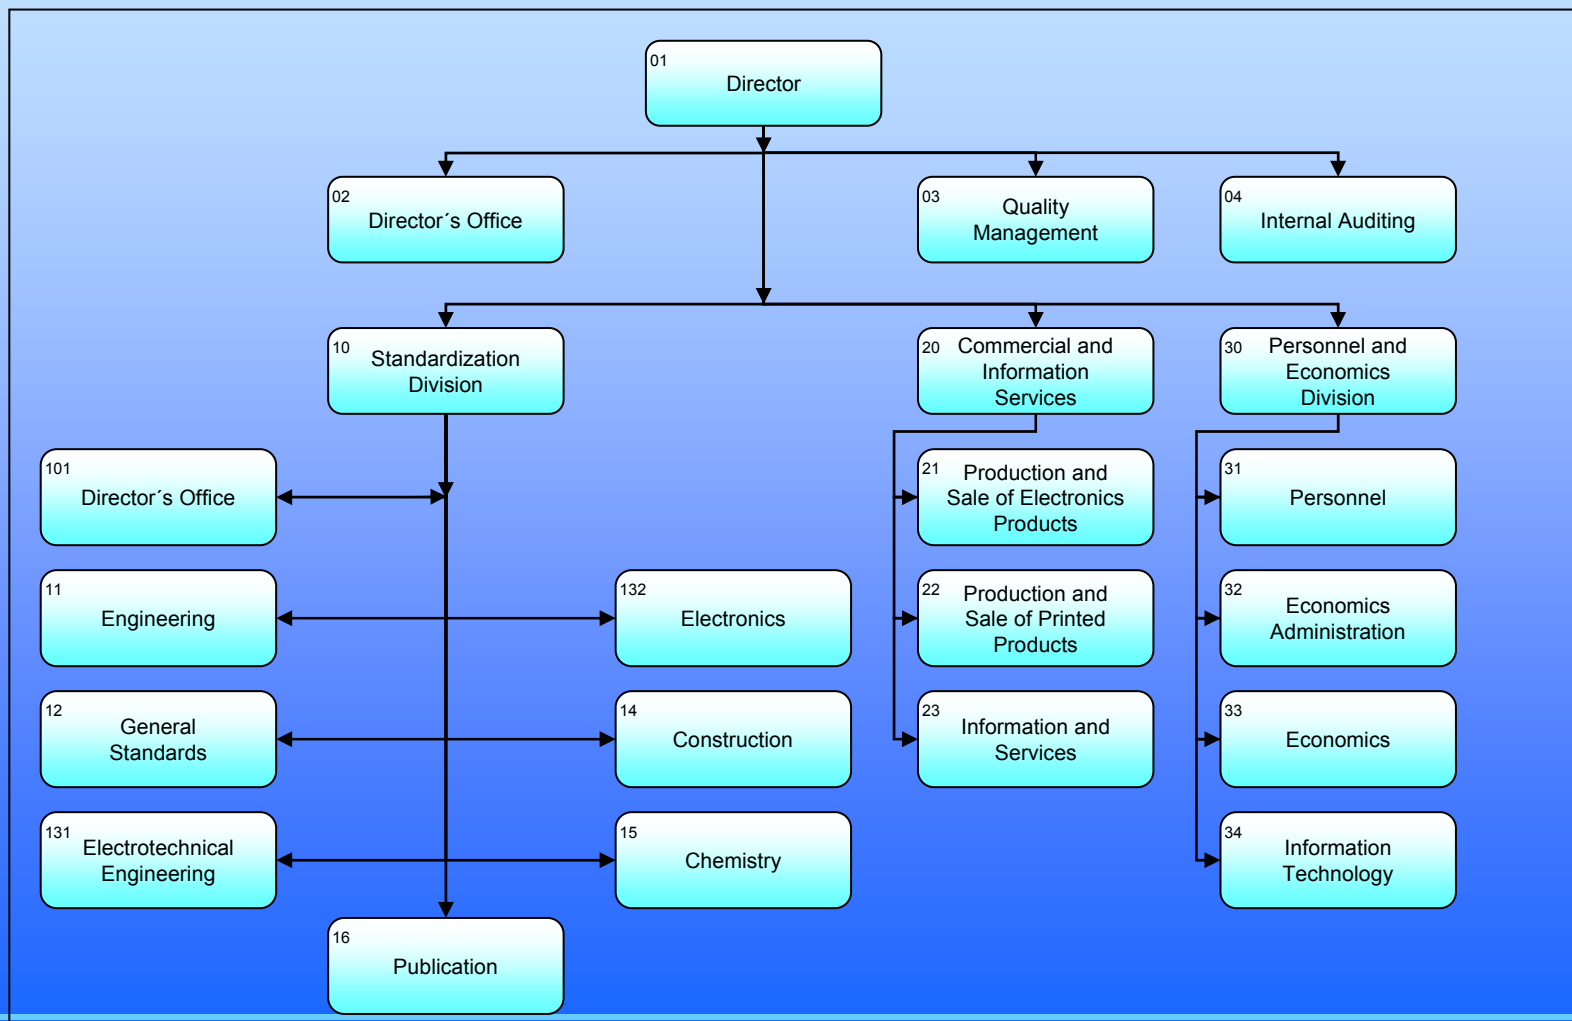 01
Director
02
Director´s Office
03
Quality
Management
04
Internal Auditing
10
Standardization
Division
20
Commercial and
Information
Services
30
Personnel and
Economics
Division
101
Director´s Office
21
Production and
Sale of Electronics
Products
31
Personnel
11
Engineering
132
Electronics
22
Production and
Sale of Printed
Products
32
Economics
Administration
12
General
Standards
14
Construction
23
Information and
Services
33
Economics
131
Electrotechnical
Engineering
15
Chemistry
34
Information
Technology
16
Publication